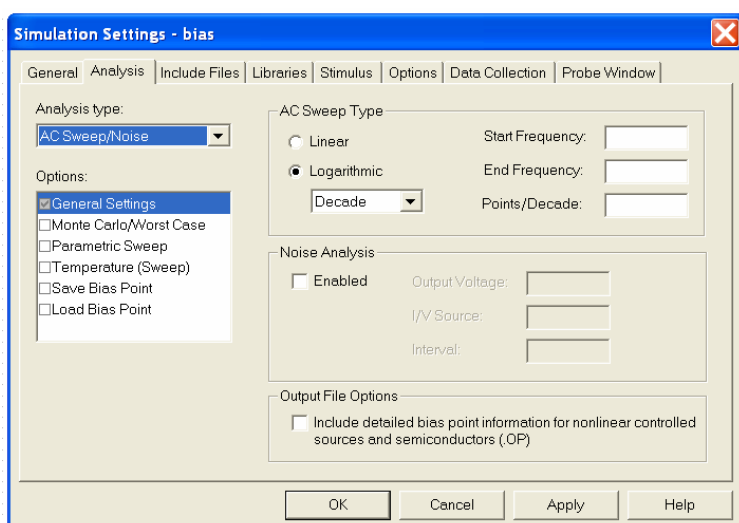 Simulation Settings - bias
General Analysis Include Files Libraries Stimulus Options Data Collection Probe Window
Analysis type:
AC Sweep/Noise
Options:
General Settings
Monte Carlo/Worst Case
Parametric Sweep
Temperature (Sweep)
Save Bias Point
Load Bias Point
AC Sweep Type
Linear
Logarithmic
Decade
Start Frequency:
End Frequency:
Points/Decade:
Noise Analysis
Enabled
Output Voltage:
I/V Source:
Interval:
Output File Options
Include detailed bias point information for nonlinear controlled
sources and semiconductors (.OP)
OK Cancel Apply Help